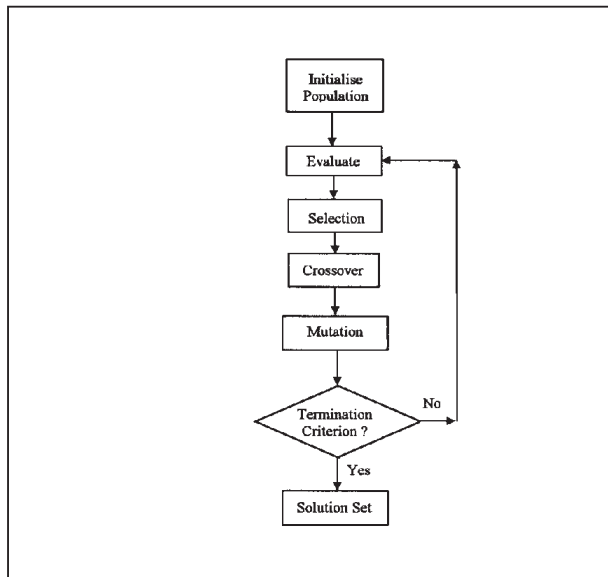 Initialise
Population
Evaluate
Selection
Crossover
Mutation
Termination
Criterion ?
No
Yes
Solution Set